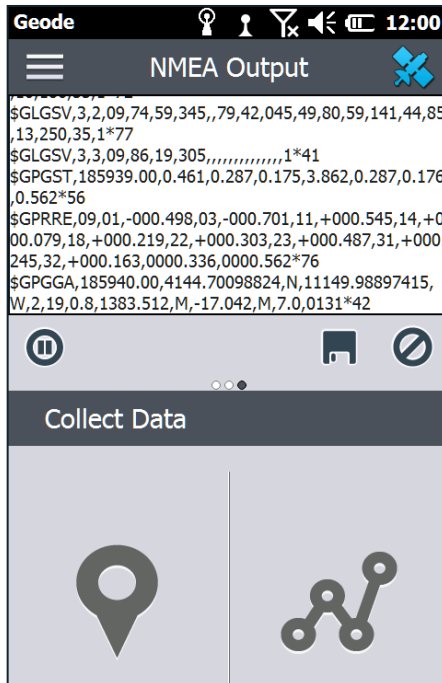 Geode
12:00
NMEA Output
$GLGSV,3,2,09,74,59,345,,79,42,045,49,80,59,141,44,85
,13,250,35,1*77
$GLGSV,3,3,09,86,19,305,,,,,,,,,,,,,,1*41
$GPGST,185939.00,0.461,0.287,0.175,3.862,0.287,0.176
,0.562*56
$GPRRE,09,01,-000.498,03,-000.701,11,+000.545,14,+0
00.079,18,+000.219,22,+000.303,23,+000.487,31,+000.
245,32,+000.163,0000.336,0000.562*76
$GPGGA,185940.00,4144.70098824,N,11149.98897415,
W,2,19,0.8,1383.512,M,-17.042,M,7.0,0131*42
Collect Data